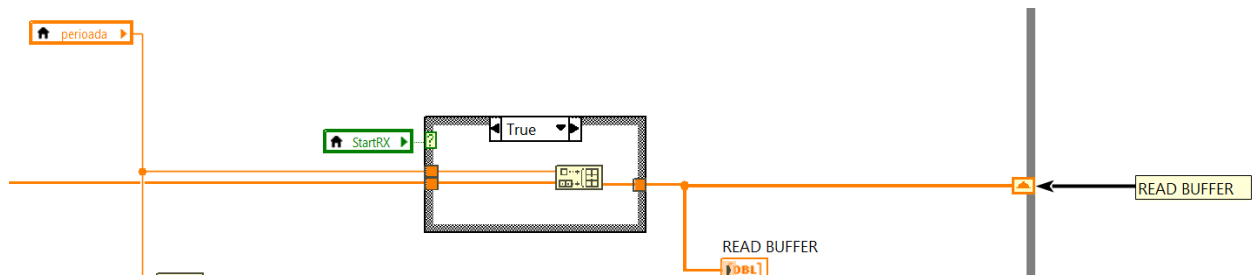 perioada
True
StartRX
?
READ BUFFER
READ BUFFER
DBL